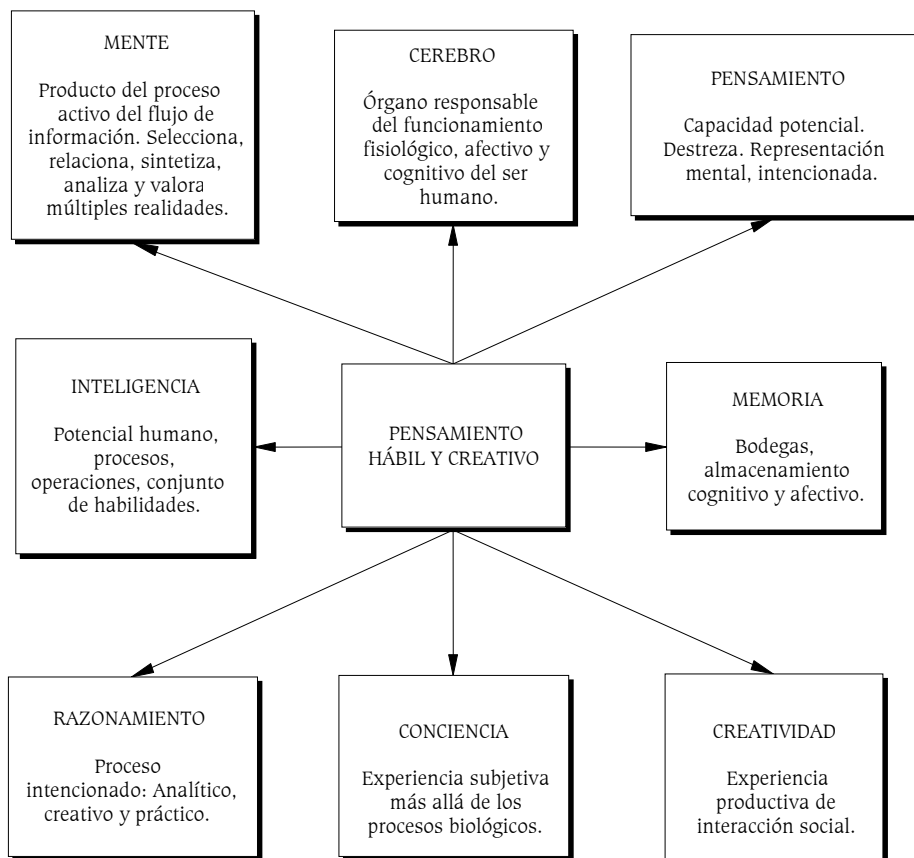 MENTE
Producto del proceso
activo del flujo de
información. Selecciona,
relaciona, sintetiza,
analiza y valora
múltiples realidades.
CEREBRO
Órgano responsable
del funcionamiento
fisiológico, afectivo y
cognitivo del ser
humano.
PENSAMIENTO
Capacidad potencial.
Destreza. Representación
mental, intencionada.
INTELIGENCIA
Potencial humano,
procesos,
operaciones, conjunto
de habilidades.
PENSAMIENTO
HÁBIL Y CREATIVO
MEMORIA
Bodegas,
almacenamiento
cognitivo y afectivo.
RAZONAMIENTO
Proceso
intencionado: Analítico,
creativo y práctico.
CONCIENCIA
Experiencia subjetiva
más allá de los
procesos biológicos.
CREATIVIDAD
Experiencia
productiva de
interacción social.